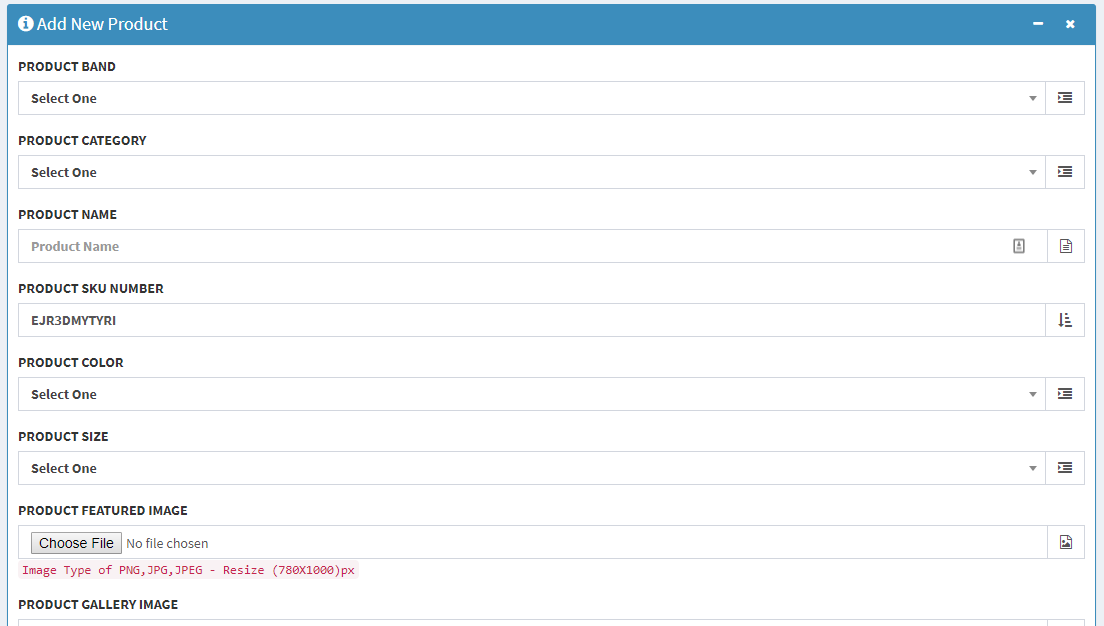 Add New Product
PRODUCT BAND
Select One
PRODUCT CATEGORY
Select One
PRODUCT NAME
Product Name
PRODUCT SKU NUMBER
EJR3DMYTYRI
PRODUCT COLOR
Select One
PRODUCT SIZE
Select One
PRODUCT FEATURED IMAGE
Choose File No file chosen
Image Type of PNG,JPG,JPEG - Resize (780X1000)px
PRODUCT GALLERY IMAGE